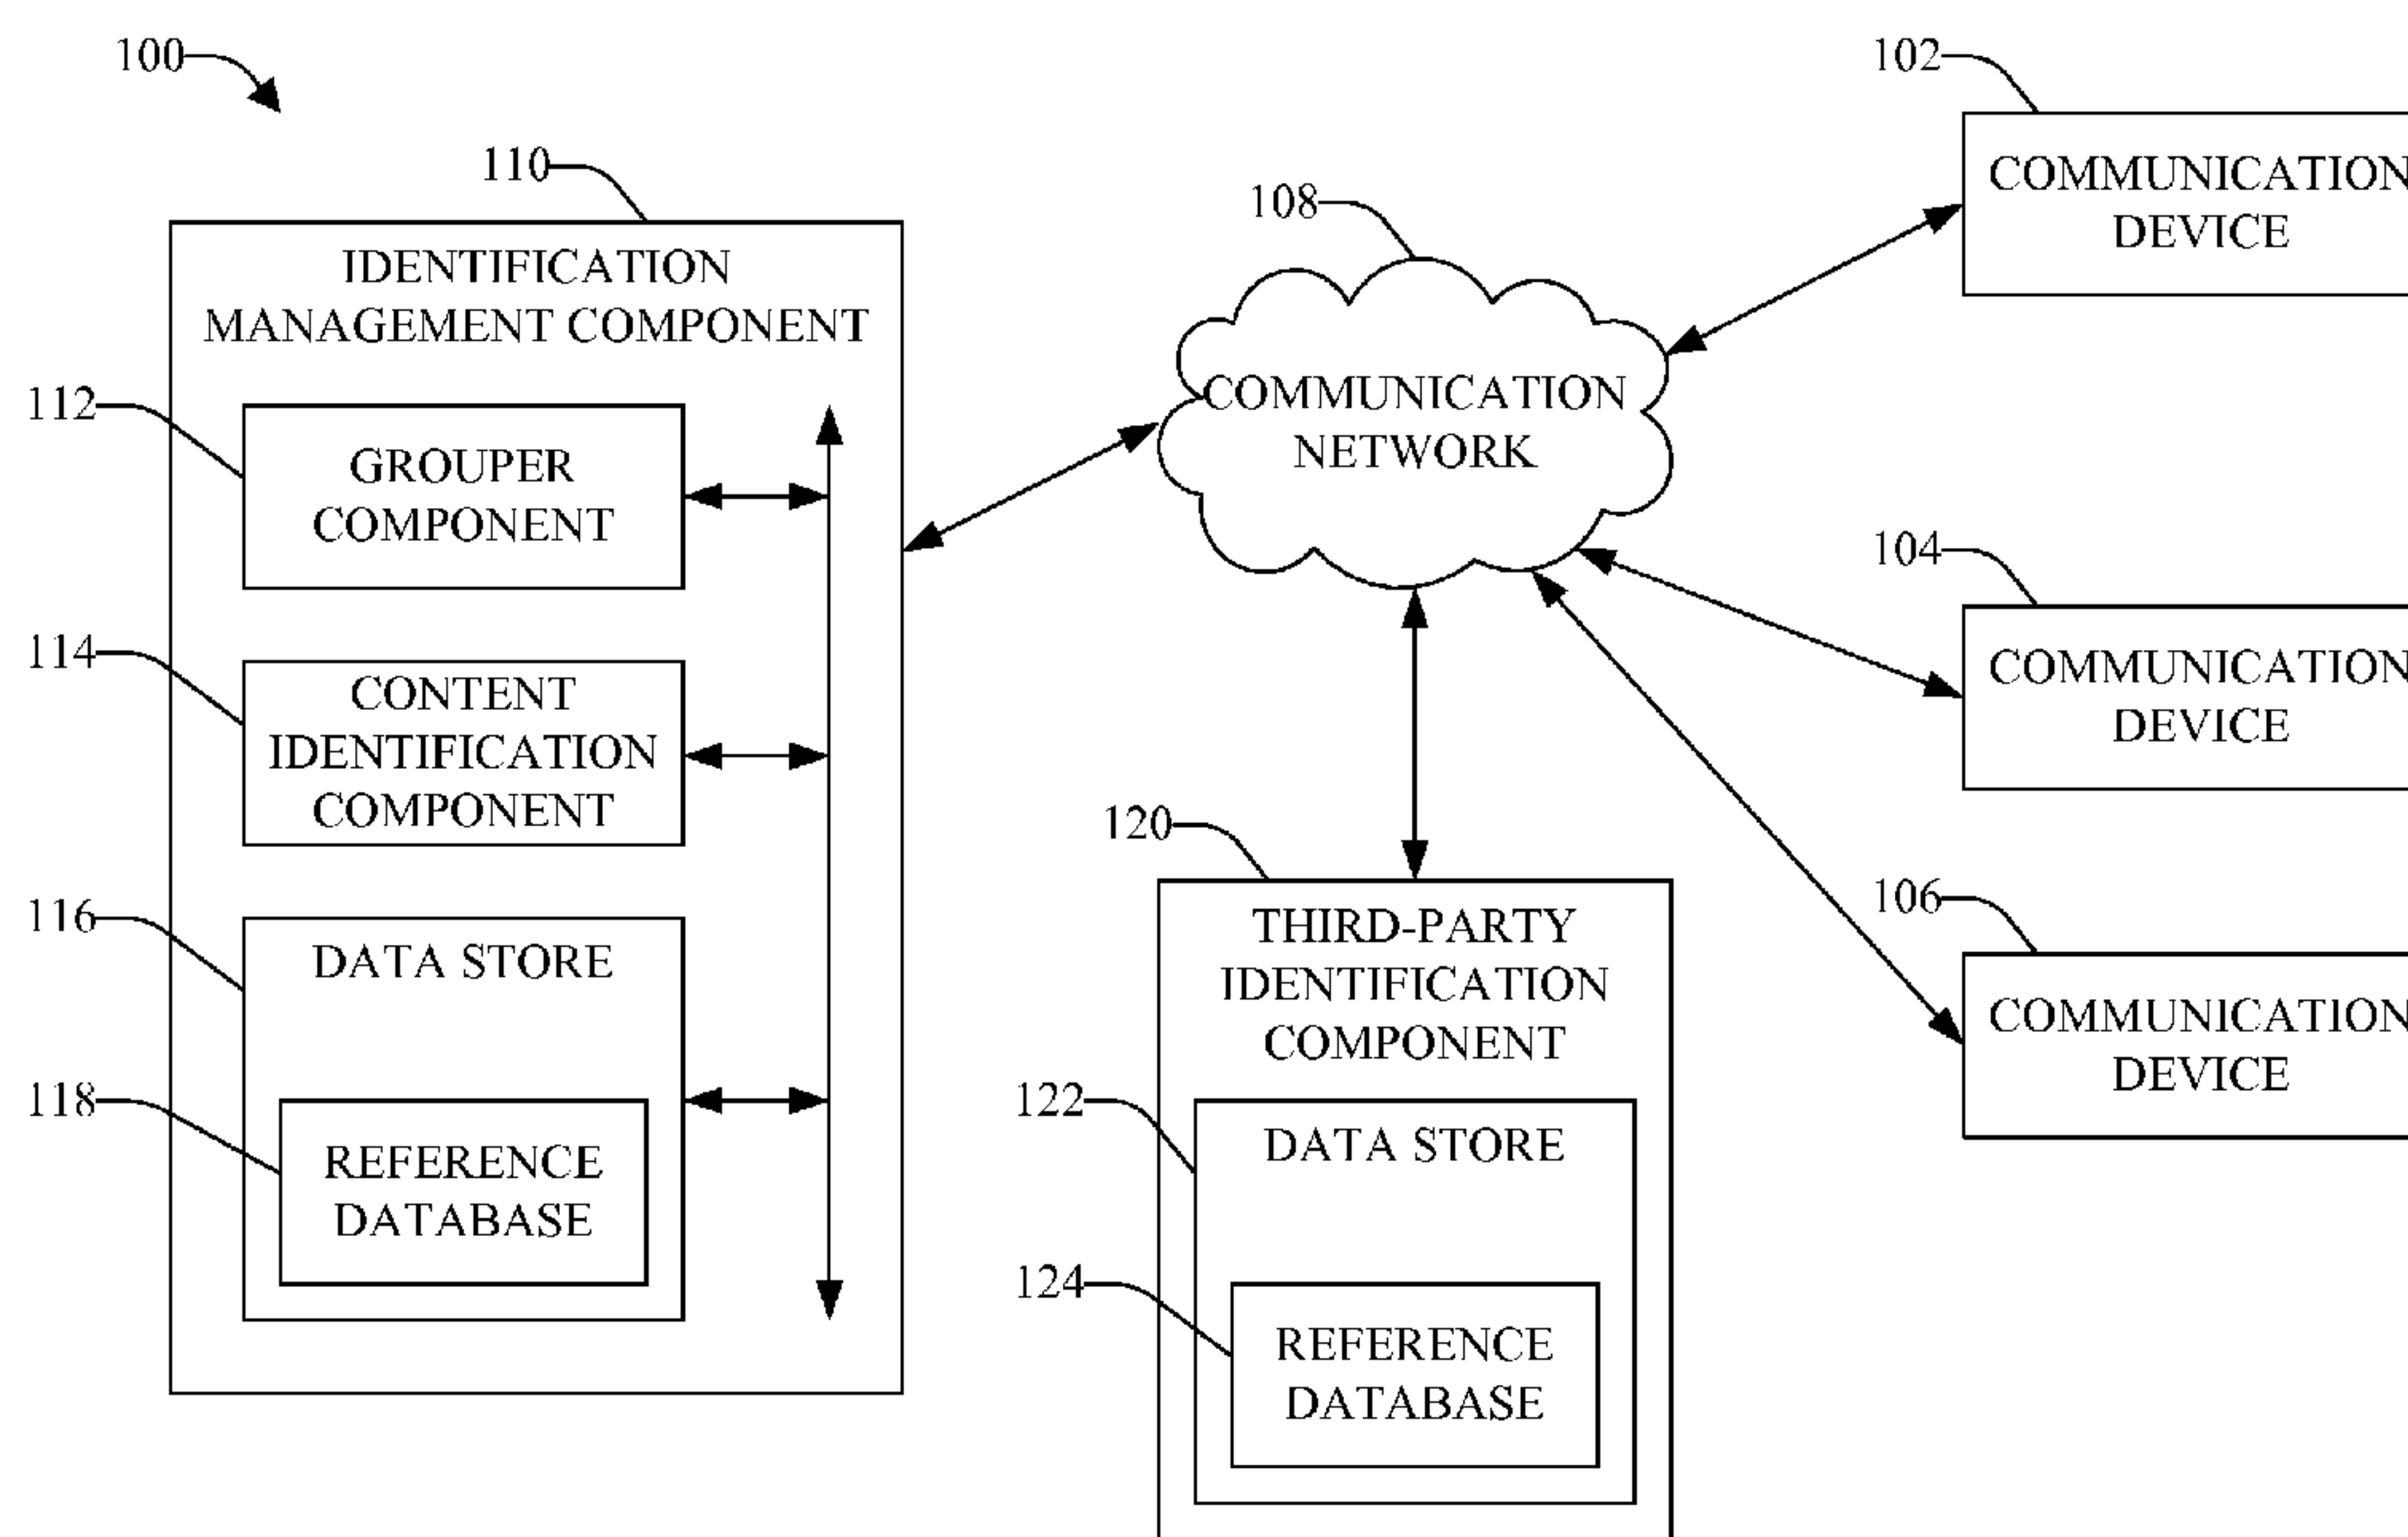 100
110
IDENTIFICATION
MANAGEMENT COMPONENT
112
GROUPER
COMPONENT
114
CONTENT
IDENTIFICATION
COMPONENT
116
DATA STORE
118
REFERENCE
DATABASE
108
COMMUNICATION
NETWORK
120
THIRD-PARTY
IDENTIFICATION
COMPONENT
122
DATA STORE
124
REFERENCE
DATABASE
102
COMMUNICATION
DEVICE
104
COMMUNICATION
DEVICE
106
COMMUNICATION
DEVICE